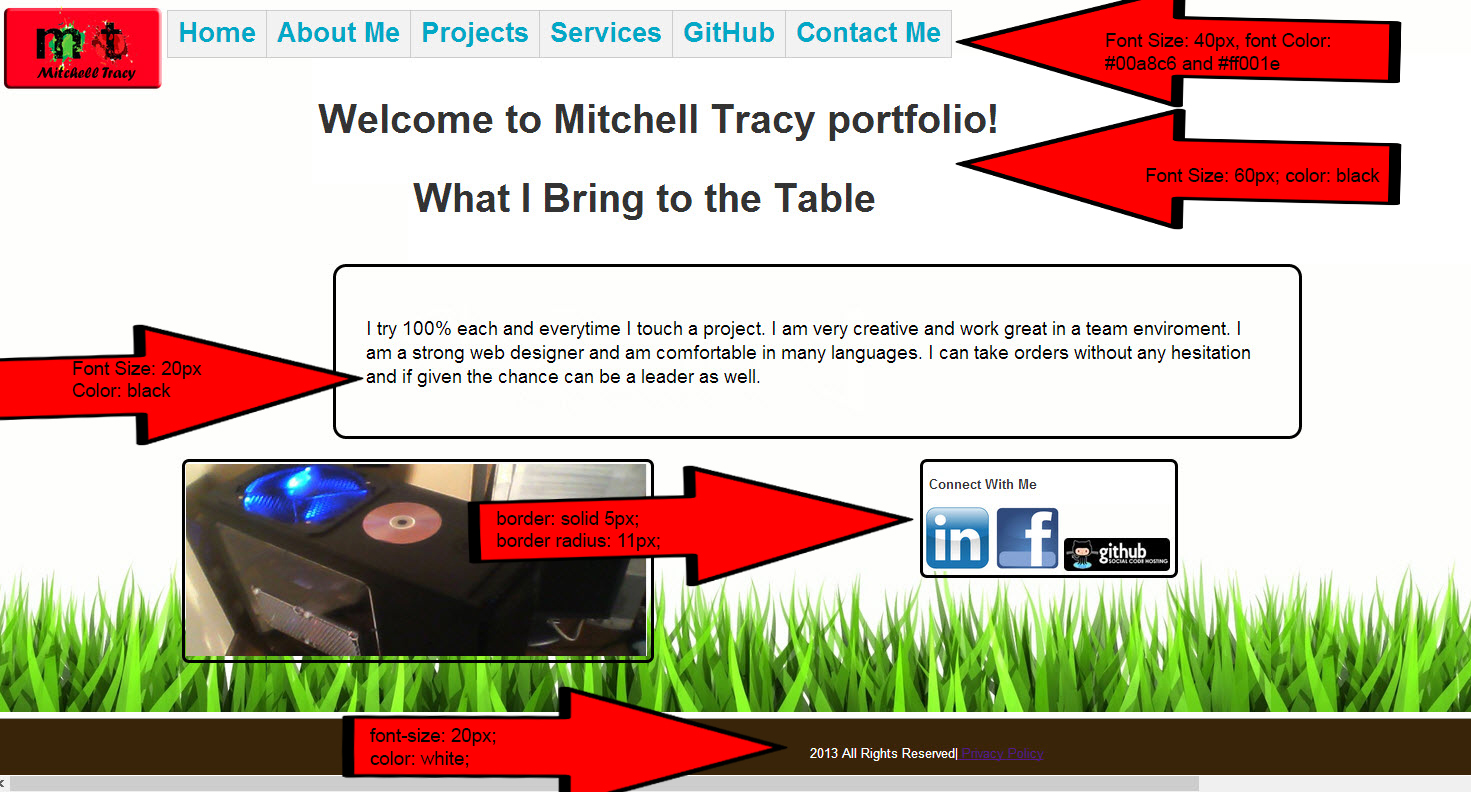 m t
Mitchell Tracy
Home About Me Projects Services GitHub Contact Me
Font Size: 40px, font Color:
#00a8c6 and #ff001e
Welcome to Mitchell Tracy portfolio!
Font Size: 60px; color: black
What I Bring to the Table
I try 100% each and everytime I touch a project. I am very creative and work great in a team enviroment. I
am a strong web designer and am comfortable in many languages. I can take orders without any hesitation
and if given the chance can be a leader as well.
Font Size: 20px
Color: black
border: solid 5px;
border radius: 11px;
Connect With Me
in f github
SOCIAL CODE HOSTING
font-size: 20px;
color: white;
2013 All Rights Reserved| Privacy Policy